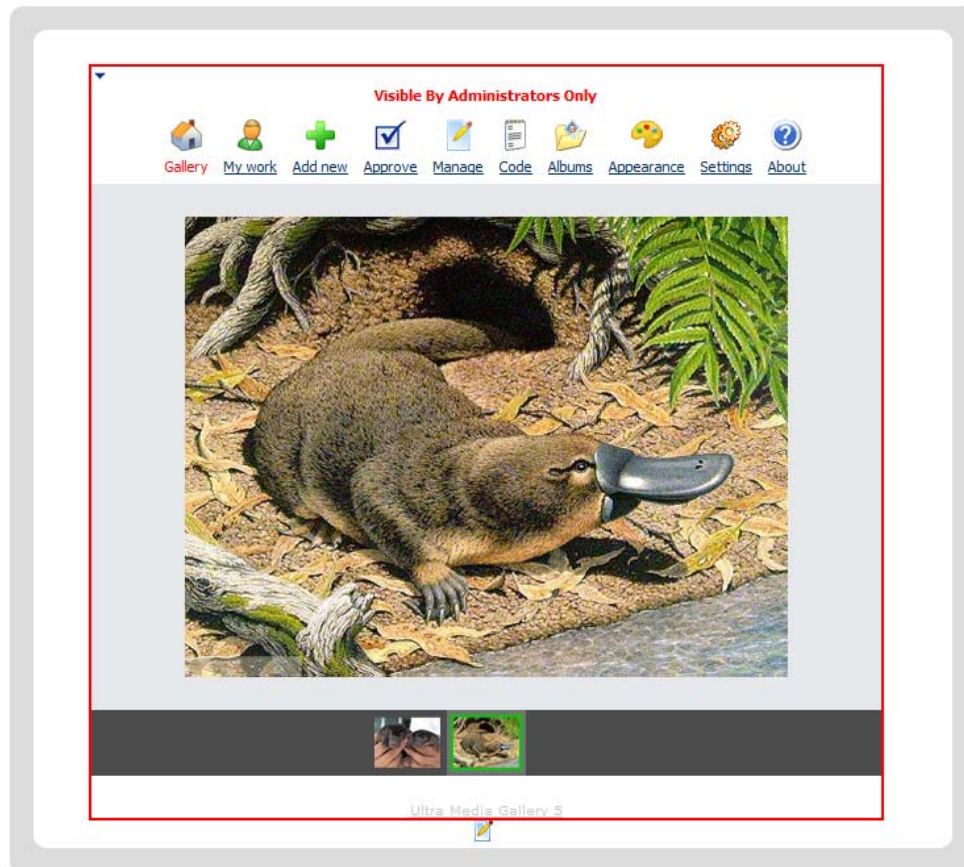 Visible By Administrators Only
Gallery My work Add new Approve Manage Code Albums Appearance Settings About
Ultra Media Gallery 5